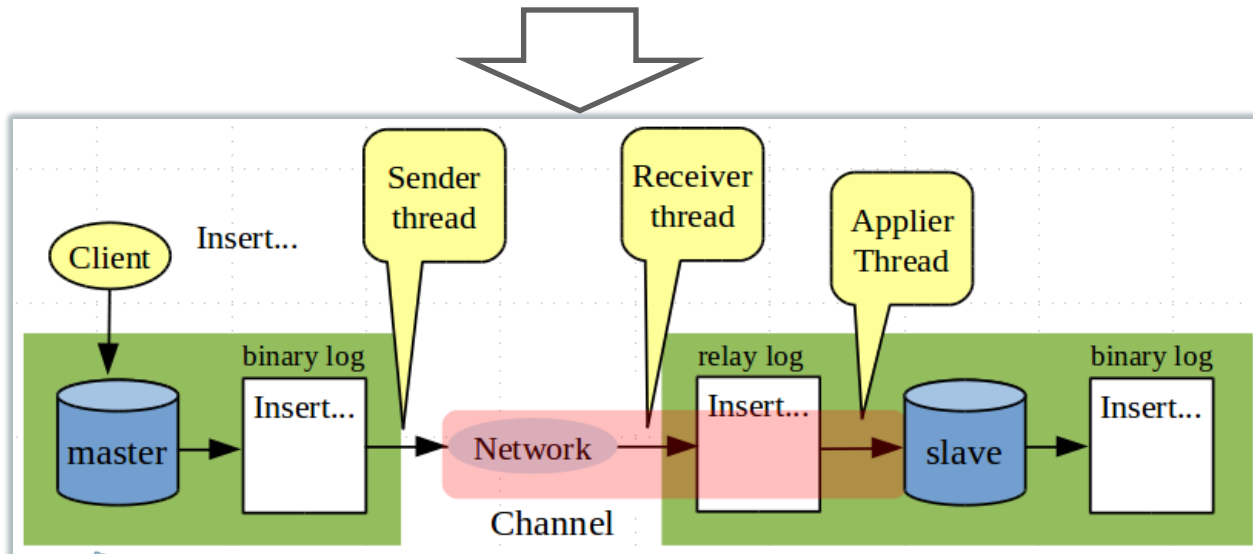 Sender
thread
Receiver
thread
Applier
Thread
Client
Insert...
binary log
Insert...
master
Network
Channel
relay log
Insert...
slave
binary log
Insert...